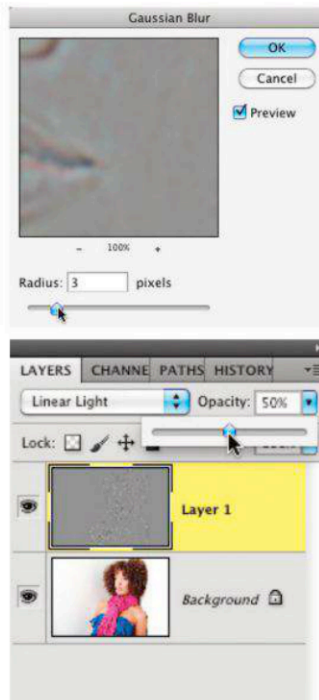 Gaussian Blur
OK
Cancel
Preview
- 100% +
Radius: 3 pixels
LAYERS CHANNE PATHS HISTORY
Linear Light Opacity: 50%
Lock:
Layer 1
Background